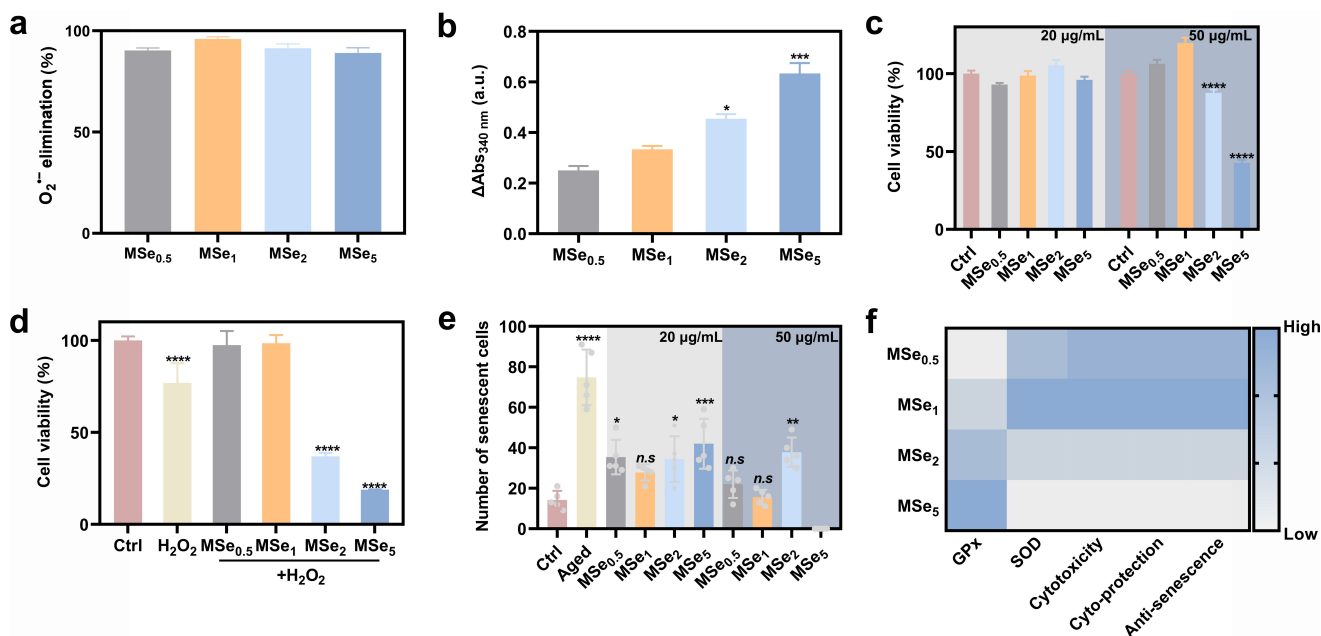 a
O₂•− elimination (%)
100
50
0
MSe₀.₅ MSe₁ MSe₂ MSe₅
b
ΔAbs₃₄₀ ₙₘ (a.u.)
0.8
0.6
0.4
0.2
0.0
* ***
MSe₀.₅ MSe₁ MSe₂ MSe₅
c
Cell viability (%)
20 µg/mL 50 µg/mL
100
50
0
**** ****
Ctrl MSe₀.₅ MSe₁ MSe₂ MSe₅ Ctrl MSe₀.₅ MSe₁ MSe₂ MSe₅
d
Cell viability (%)
100
50
0
**** **** ****
Ctrl H₂O₂ MSe₀.₅ MSe₁ MSe₂ MSe₅
+H₂O₂
e
Number of senescent cells
20 µg/mL 50 µg/mL
100
80
60
40
20
0
**** * n.s * *** n.s n.s **
Ctrl Aged MSe₀.₅ MSe₁ MSe₂ MSe₅ MSe₀.₅ MSe₁ MSe₂ MSe₅
f
MSe₀.₅
MSe₁
MSe₂
MSe₅
GPx SOD Cytotoxicity Cyto-protection Anti-senescence
High
Low